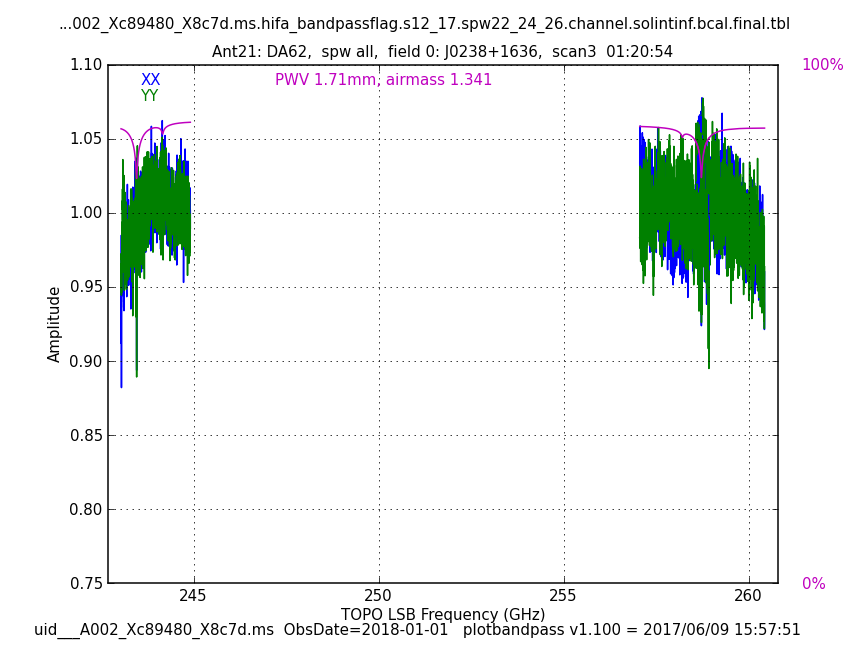 ...002_Xc89480_X8c7d.ms.hifa_bandpassflag.s12_17.spw22_24_26.channel.solintinf.bcal.final.tbl
Ant21: DA62,  spw all,  field 0: J0238+1636,  scan3  01:20:54
1.10
100%
XX
PWV 1.71mm, airmass 1.341
YY
1.05
1.00
0.95
Amplitude
0.90
0.85
0.80
0.75
0%
245
250
255
260
TOPO LSB Frequency (GHz)
uid___A002_Xc89480_X8c7d.ms  ObsDate=2018-01-01   plotbandpass v1.100 = 2017/06/09 15:57:51